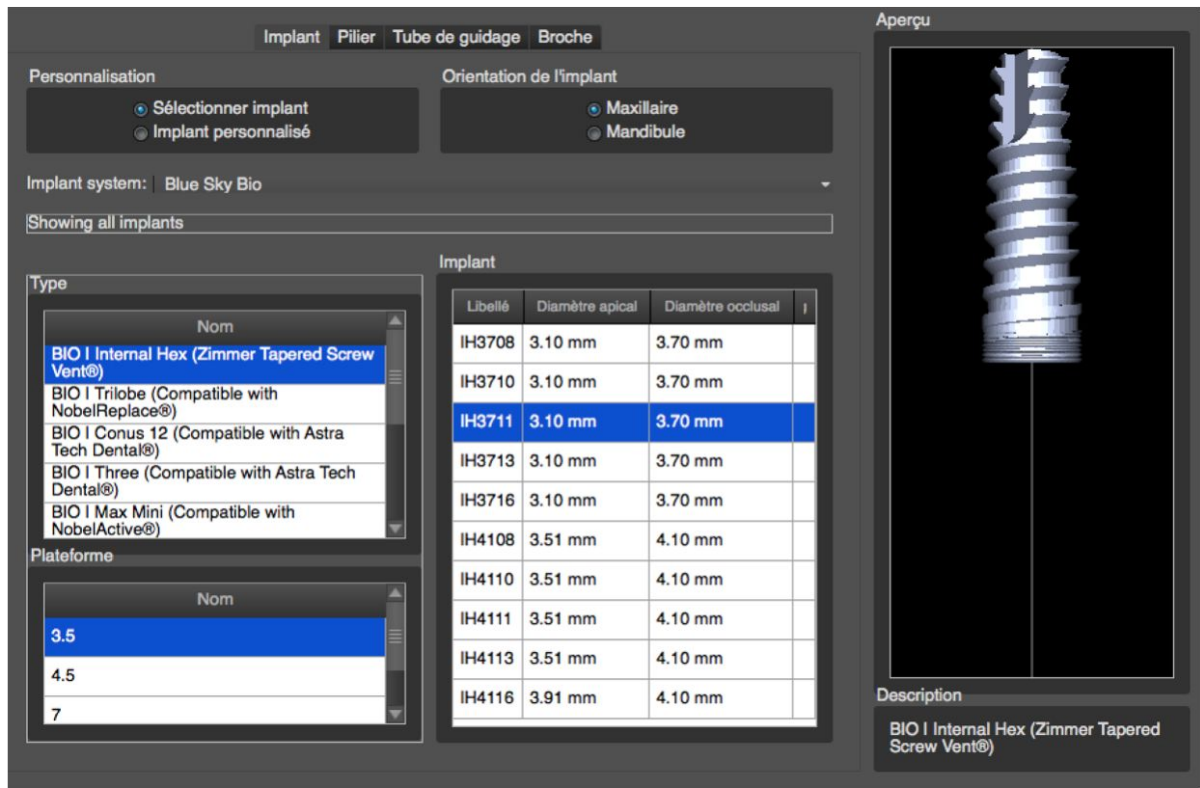 Implant Pilier Tube de guidage Broche
Personnalisation
Sélectionner implant
Implant personnalisé
Orientation de l'implant
Maxillaire
Mandibule
Implant system: Blue Sky Bio
Showing all implants
Type
Nom
BIO I Internal Hex (Zimmer Tapered Screw
Vent®)
BIO I Trilobe (Compatible with
NobelReplace®)
BIO I Conus 12 (Compatible with Astra
Tech Dental®)
BIO I Three (Compatible with Astra Tech
Dental®)
BIO I Max Mini (Compatible with
NobelActive®)
Plateforme
Nom
3.5
4.5
7
Implant
Libellé Diamètre apical Diamètre occlusal
IH3708 3.10 mm 3.70 mm
IH3710 3.10 mm 3.70 mm
IH3711 3.10 mm 3.70 mm
IH3713 3.10 mm 3.70 mm
IH3716 3.10 mm 3.70 mm
IH4108 3.51 mm 4.10 mm
IH4110 3.51 mm 4.10 mm
IH4111 3.51 mm 4.10 mm
IH4113 3.51 mm 4.10 mm
IH4116 3.91 mm 4.10 mm
Aperçu
Description
BIO I Internal Hex (Zimmer Tapered
Screw Vent®)